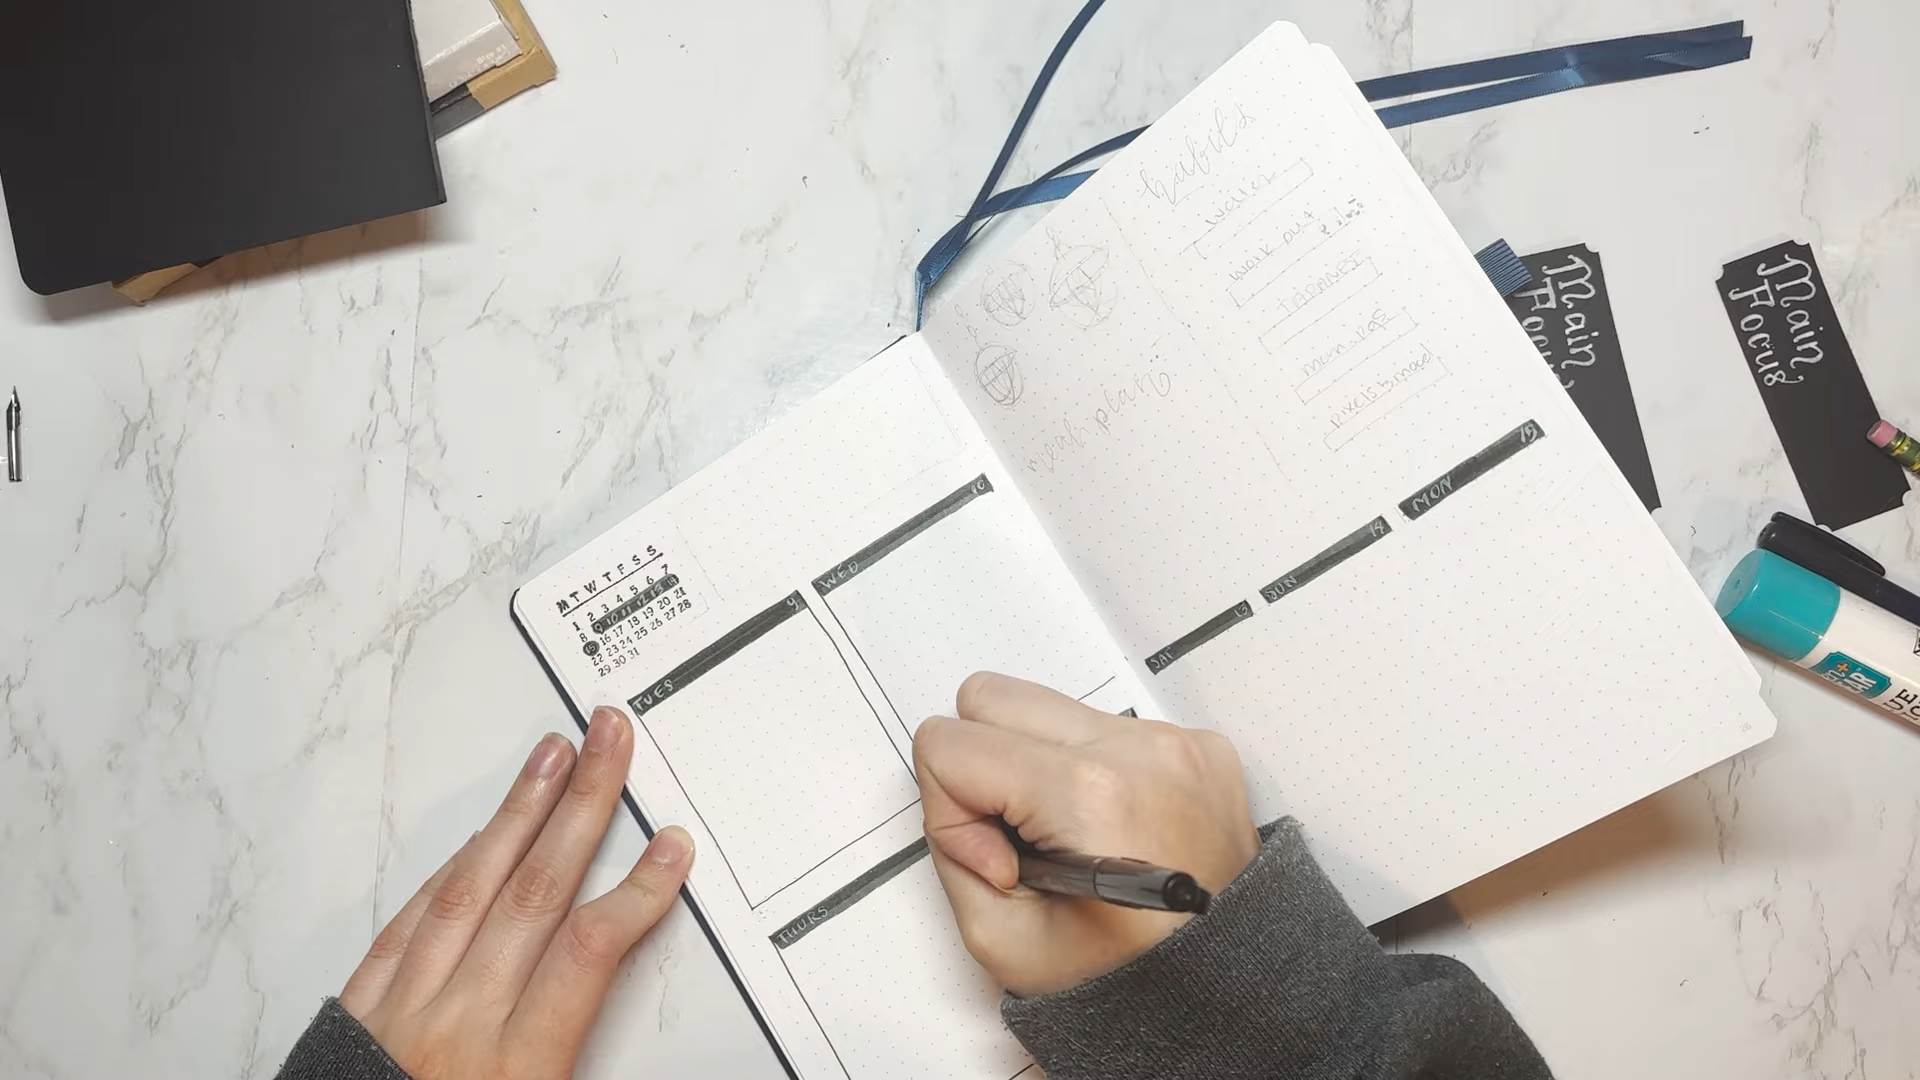 M T W T F S S
1 2 3 4 5 6 7
8 9 10 11 12 13 14
15 16 17 18 19 20 21
22 23 24 25 26 27 28
29 30 31
TUES 9
WED 10
THURS
habits
water
work out
meal plan
pixels & mood
SAT 13
SUN 14
MON 15
Main
Focus
Main
Focus